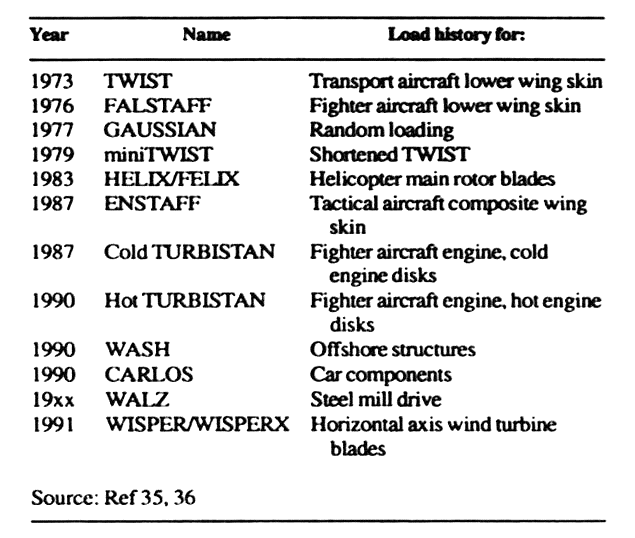 Year Name Load history for:
1973 TWIST Transport aircraft lower wing skin
1976 FALSTAFF Fighter aircraft lower wing skin
1977 GAUSSIAN Random loading
1979 miniTWIST Shortened TWIST
1983 HELIX/FELIX Helicopter main rotor blades
1987 ENSTAFF Tactical aircraft composite wing
skin
1987 Cold TURBISTAN Fighter aircraft engine, cold
engine disks
1990 Hot TURBISTAN Fighter aircraft engine, hot engine
disks
1990 WASH Offshore structures
1990 CARLOS Car components
19xx WALZ Steel mill drive
1991 WISPER/WISPERX Horizontal axis wind turbine
blades
Source: Ref 35, 36